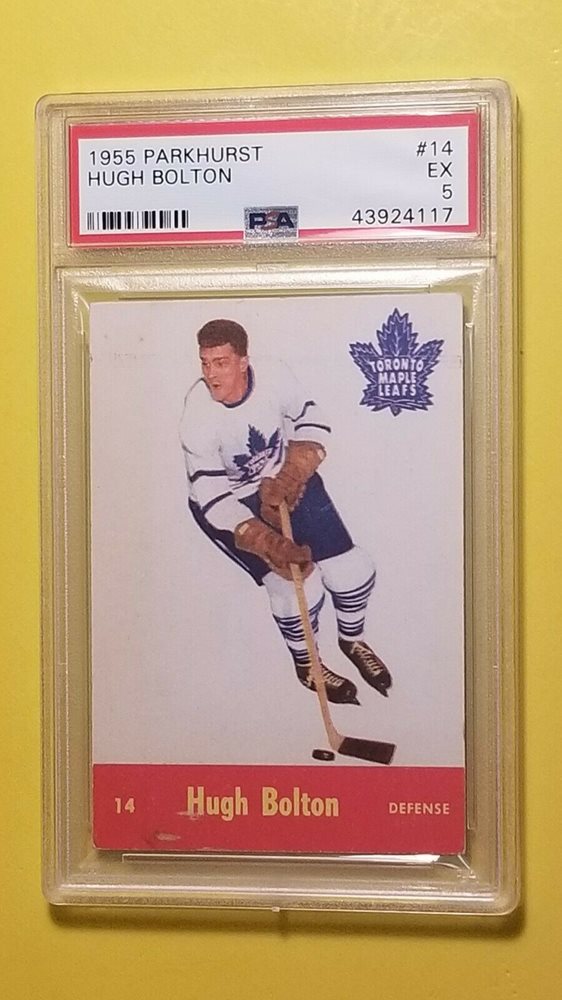 1955 PARKHURST #14
HUGH BOLTON EX
5
PSA 43924117
TORONTO
MAPLE
LEAFS
14 Hugh Bolton DEFENSE